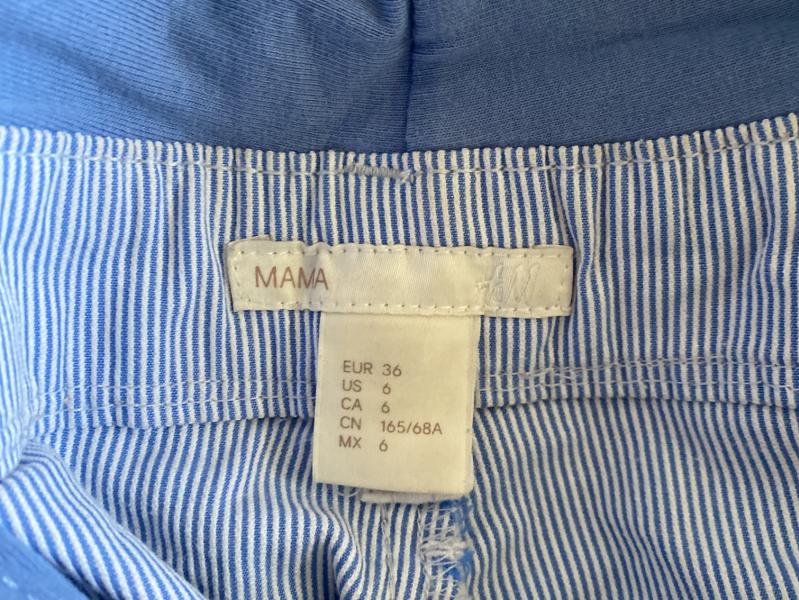 MAMA H&M
EUR 36
US 6
CA 6
CN 165/68A
MX 6